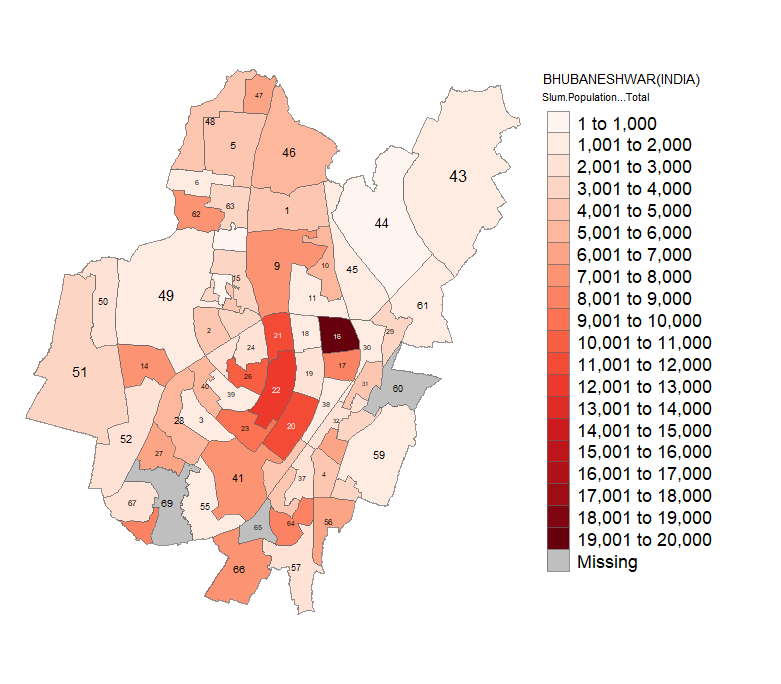 BHUBANESHWAR(INDIA)
Slum.Population...Total
1 to 1,000
1,001 to 2,000
2,001 to 3,000
3,001 to 4,000
4,001 to 5,000
5,001 to 6,000
6,001 to 7,000
7,001 to 8,000
8,001 to 9,000
9,001 to 10,000
10,001 to 11,000
11,001 to 12,000
12,001 to 13,000
13,001 to 14,000
14,001 to 15,000
15,001 to 16,000
16,001 to 17,000
17,001 to 18,000
18,001 to 19,000
19,001 to 20,000
Missing
47
48
5
46
6
43
62
63
1
44
9
10
45
15
49
50
11
61
2
21
18
16
29
24
30
14
51
26
19
17
40
39
22
31
60
28
3
38
52
23
20
32
27
59
41
37
4
67
69
55
65
64
56
66
57